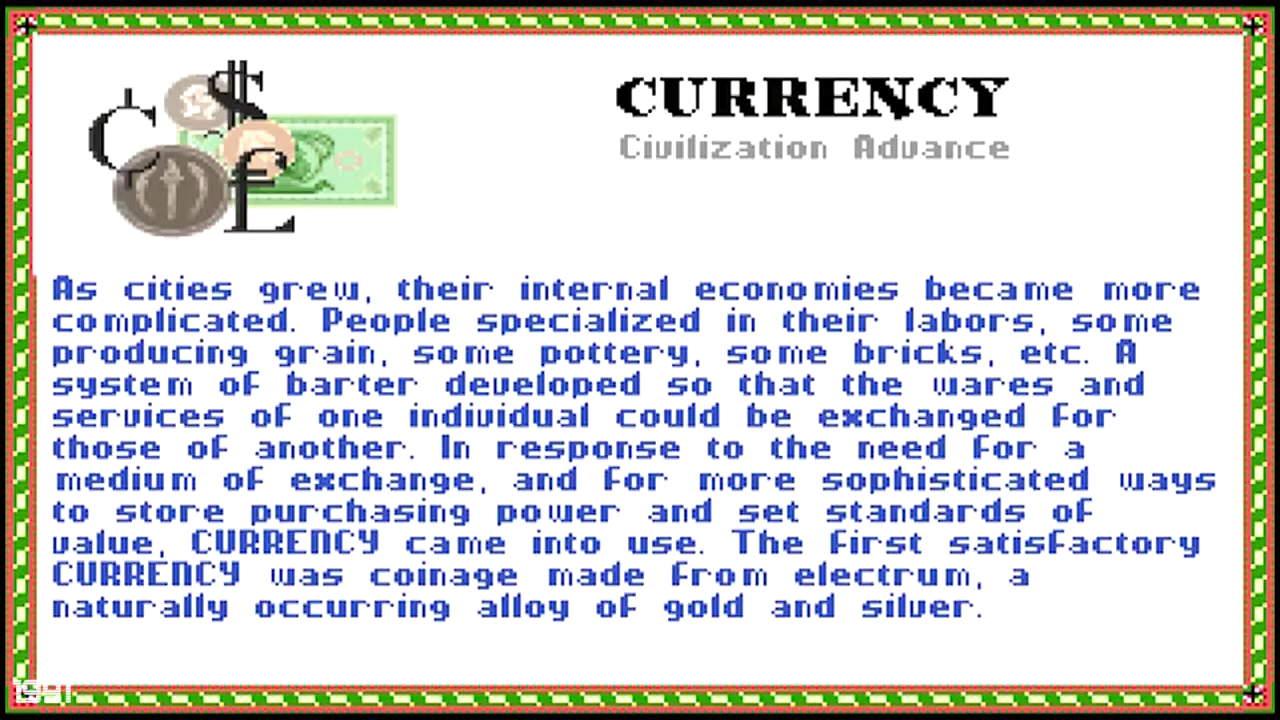 CURRENCY
Civilization Advance
As cities grew, their internal economies became more
complicated. People specialized in their labors, some
producing grain, some pottery, some bricks, etc. A
system of barter developed so that the wares and
services of one individual could be exchanged for
those of another. In response to the need for a
medium of exchange, and for more sophisticated ways
to store purchasing power and set standards of
value, CURRENCY came into use. The first satisfactory
CURRENCY was coinage made from electrum, a
naturally occurring alloy of gold and silver.
1991